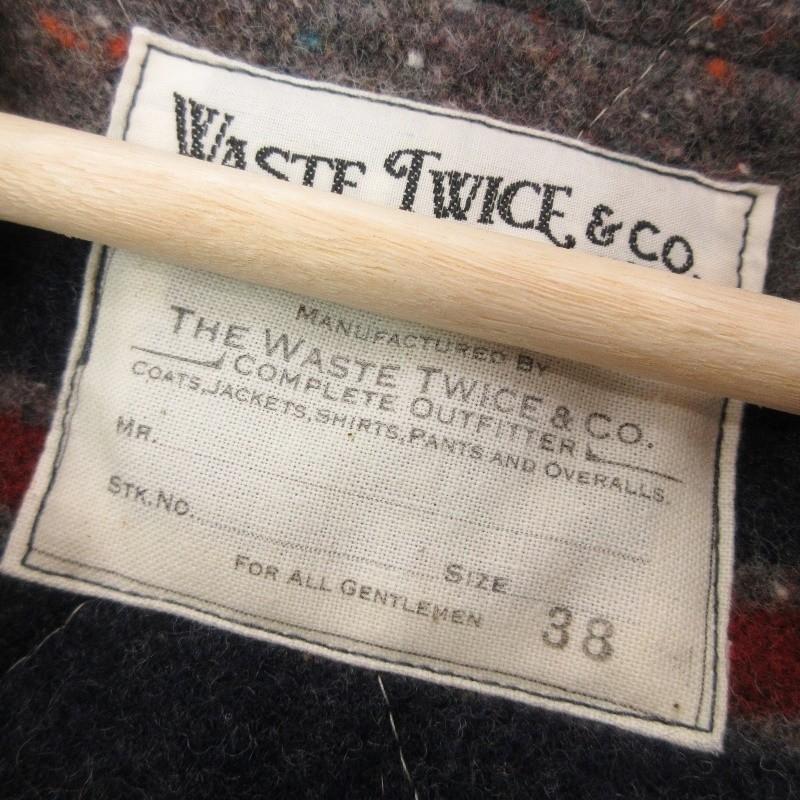 WASTE TWICE & CO.
MANUFACTURED BY
THE WASTE TWICE & CO.
COMPLETE OUTFITTER
COATS, JACKETS, SHIRTS, PANTS AND OVERALLS.
MR.
STK. NO.
SIZE
FOR ALL GENTLEMEN 38